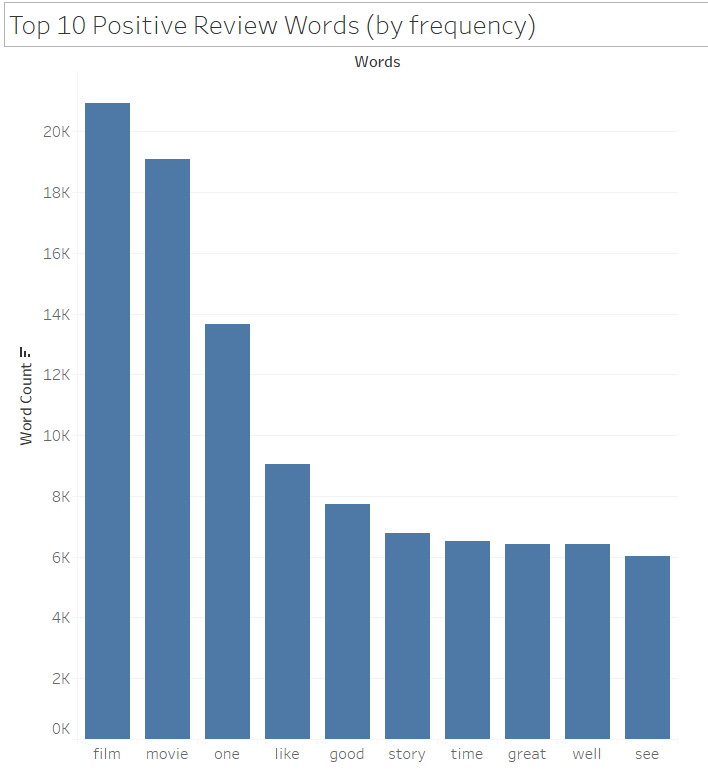 Top 10 Positive Review Words (by frequency)
Words
20K
18K
16K
14K
12K
10K
8K
6K
4K
2K
0K
Word Count
film movie one like good story time great well see